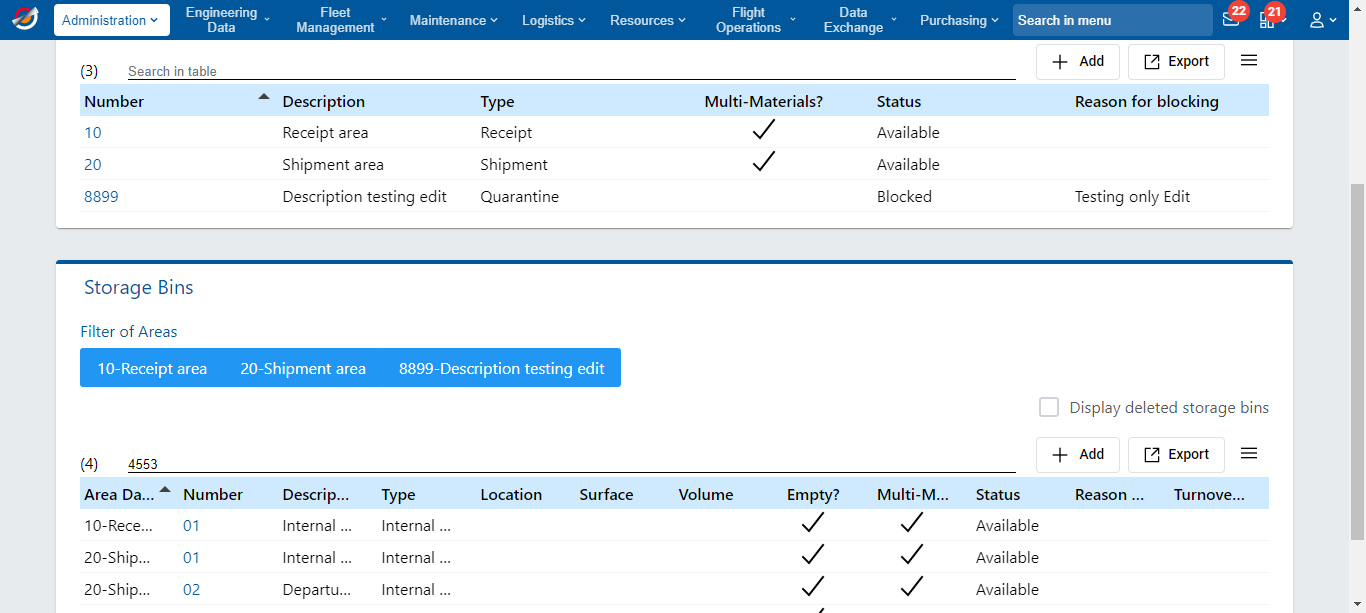 Administration
Engineering Data
Fleet Management
Maintenance
Logistics
Resources
Flight Operations
Data Exchange
Purchasing
Search in menu
22
21
(3)
Search in table
Add
Export
Number Description Type Multi-Materials? Status Reason for blocking
10 Receipt area Receipt Available
20 Shipment area Shipment Available
8899 Description testing edit Quarantine Blocked Testing only Edit
Storage Bins
Filter of Areas
10-Receipt area 20-Shipment area 8899-Description testing edit
Display deleted storage bins
(4)
4553
Add
Export
Area Da... Number Descrip... Type Location Surface Volume Empty? Multi-M... Status Reason ... Turnove...
10-Rece... 01 Internal ... Internal ... Available
20-Ship... 01 Internal ... Internal ... Available
20-Ship... 02 Departu... Internal ... Available